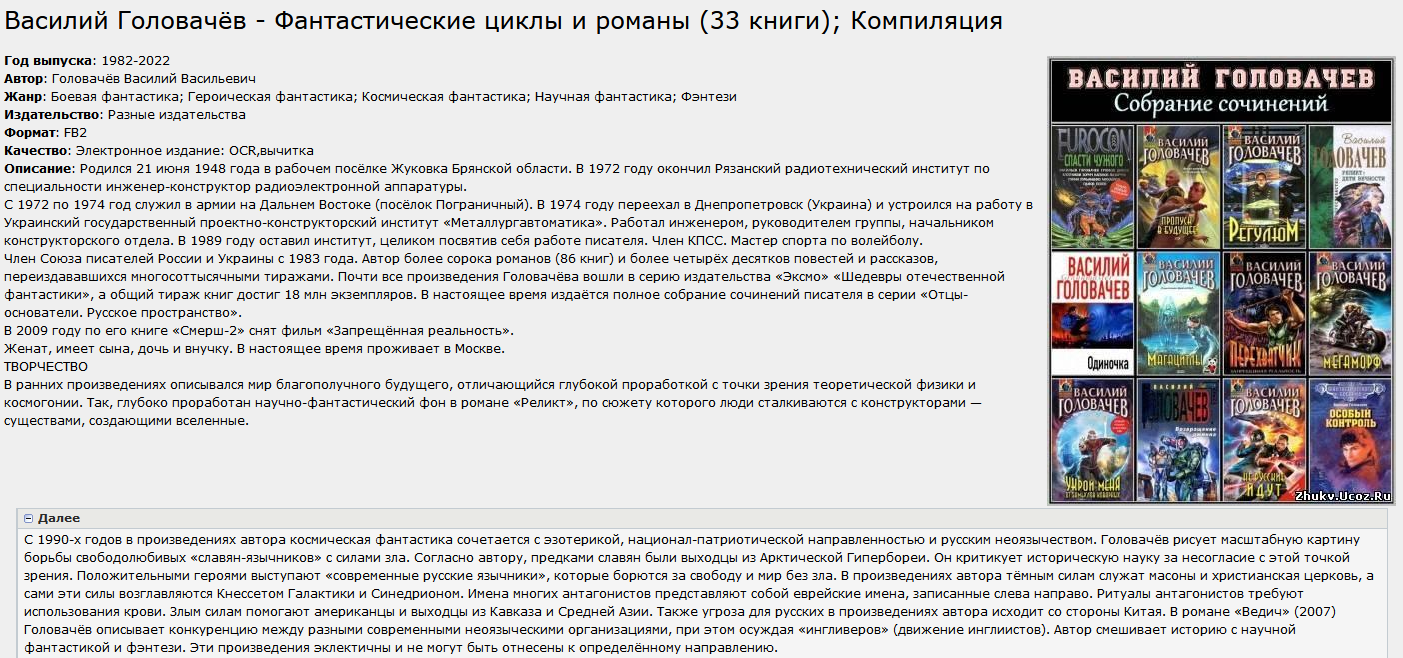 Василий Головачёв - Фантастические циклы и романы (33 книги); Компиляция
Год выпуска: 1982-2022
Автор: Головачёв Василий Васильевич
Жанр: Боевая фантастика; Героическая фантастика; Космическая фантастика; Научная фантастика; Фэнтези
Издательство: Разные издательства
Формат: FB2
Качество: Электронное издание: OCR,вычитка
Описание: Родился 21 июня 1948 года в рабочем посёлке Жуковка Брянской области. В 1972 году окончил Рязанский радиотехнический институт по
специальности инженер-конструктор радиоэлектронной аппаратуры.
С 1972 по 1974 год служил в армии на Дальнем Востоке (посёлок Пограничный). В 1974 году переехал в Днепропетровск (Украина) и устроился на работу в
Украинский государственный проектно-конструкторский институт «Металлургавтоматика». Работал инженером, руководителем группы, начальником
конструкторского отдела. В 1989 году оставил институт, целиком посвятив себя работе писателя. Член КПСС. Мастер спорта по волейболу.
Член Союза писателей России и Украины с 1983 года. Автор более сорока романов (86 книг) и более четырёх десятков повестей и рассказов,
переиздававшихся многосоттысячными тиражами. Почти все произведения Головачёва вошли в серию издательства «Эксмо» «Шедевры отечественной
фантастики», а общий тираж книг достиг 18 млн экземпляров. В настоящее время издаётся полное собрание сочинений писателя в серии «Отцы-
основатели. Русское пространство».
В 2009 году по его книге «Смерш-2» снят фильм «Запрещённая реальность».
Женат, имеет сына, дочь и внучку. В настоящее время проживает в Москве.
ТВОРЧЕСТВО
В ранних произведениях описывался мир благополучного будущего, отличающийся глубокой проработкой с точки зрения теоретической физики и
космогонии. Так, глубоко проработан научно-фантастический фон в романе «Реликт», по сюжету которого люди сталкиваются с конструкторами —
существами, создающими вселенные.
ВАСИЛИЙ ГОЛОВАЧЕВ
Собрание сочинений
EUROCON
СПАСТИ ЧУЖОГО
ВАСИЛИЙ
ГОЛОВАЧЕВ
ПРОПУСК
В БУДУЩЕЕ
ВАСИЛИЙ
ГОЛОВАЧЕВ
РЕГУЛЮМ
Василий
ГОЛОВАЧЕВ
РЕЛИКТ:
ДЕТИ ВЕЧНОСТИ
ВАСИЛИЙ
ГОЛОВАЧЕВ
Одиночка
ВАСИЛИЙ
ГОЛОВАЧЕВ
МАГАЦИТЛЫ
ВАСИЛИЙ
ГОЛОВАЧЕВ
ПЕРЕХВАТЧИК
ЗАПРЕЩЕННАЯ РЕАЛЬНОСТЬ
ВАСИЛИЙ
ГОЛОВАЧЕВ
МЕГАМОРФ
ВАСИЛИЙ
ГОЛОВАЧЕВ
УКРОЙ МЕНЯ
ОТ ЗАМЫСЛОВ КОВАРНЫХ
ВАСИЛИЙ
ГОЛОВАЧЕВ
Возвращение
ВАСИЛИЙ
ГОЛОВАЧЕВ
НЕ РУССКИЕ
ИДУТ
ОСОБЫЙ
КОНТРОЛЬ
Zhukv.Ucoz.Ru
Далее
С 1990-х годов в произведениях автора космическая фантастика сочетается с эзотерикой, национал-патриотической направленностью и русским неоязычеством. Головачёв рисует масштабную картину
борьбы свободолюбивых «славян-язычников» с силами зла. Согласно автору, предками славян были выходцы из Арктической Гипербореи. Он критикует историческую науку за несогласие с этой точкой
зрения. Положительными героями выступают «современные русские язычники», которые борются за свободу и мир без зла. В произведениях автора тёмным силам служат масоны и христианская церковь, а
сами эти силы возглавляются Кнессетом Галактики и Синедрионом. Имена многих антагонистов представляют собой еврейские имена, записанные слева направо. Ритуалы антагонистов требуют
использования крови. Злым силам помогают американцы и выходцы из Кавказа и Средней Азии. Также угроза для русских в произведениях автора исходит со стороны Китая. В романе «Ведич» (2007)
Головачёв описывает конкуренцию между разными современными неоязыческими организациями, при этом осуждая «ингливеров» (движение инглиистов). Автор смешивает историю с научной
фантастикой и фэнтези. Эти произведения эклектичны и не могут быть отнесены к определённому направлению.